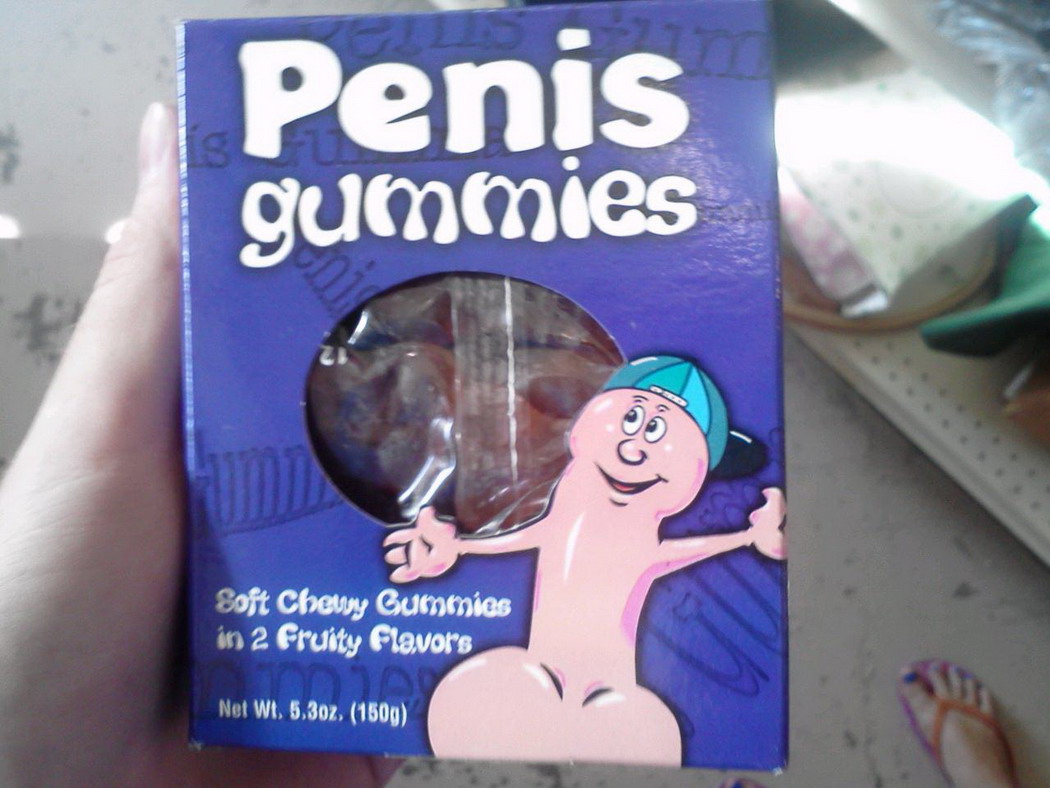 Penis
gummies
Soft Chewy Gummies
in 2 Fruity Flavors
Net Wt. 5.3oz. (150g)